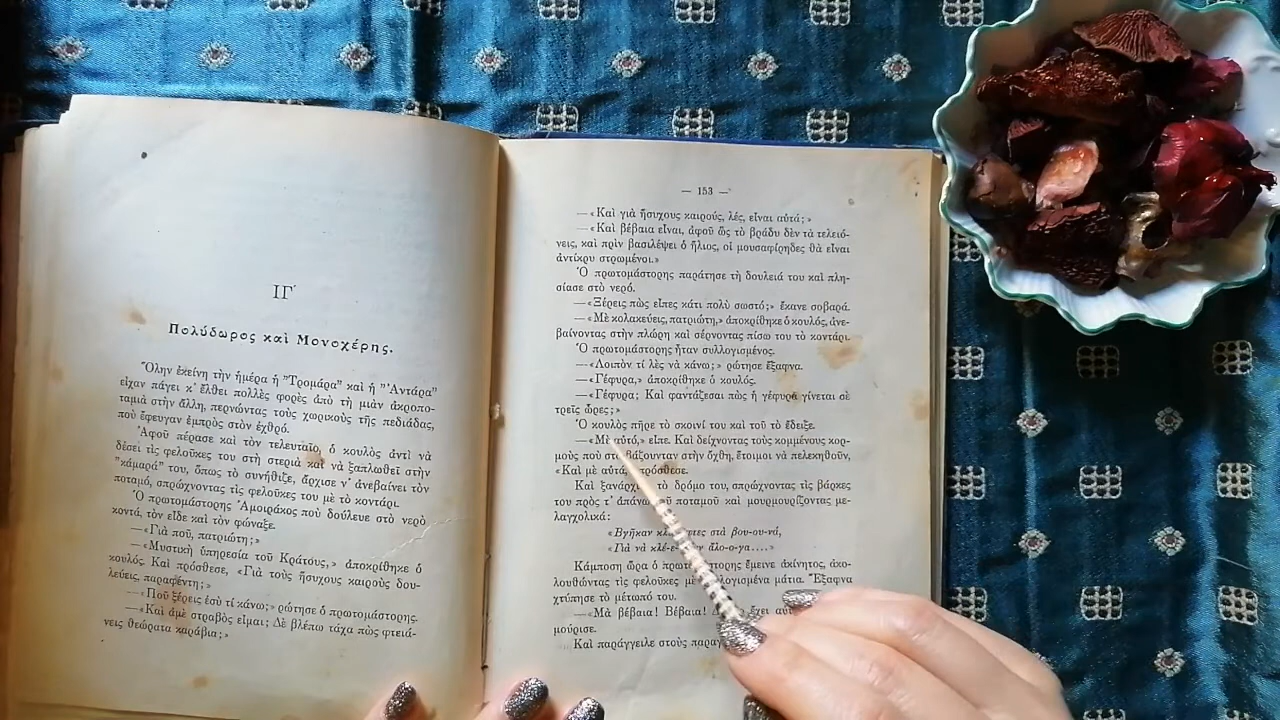 ΙΓ΄
Πολύδωρος καὶ Μονοχέρης.
Ὅλην ἐκείνη τὴν ἡμέρα ἡ "Τρομάρα" καὶ ἡ "Ἀντάρα"
εἶχαν πάγει κ' ἔλθει πολλὲς φορὲς ἀπὸ τὴ μιὰν ἀκροπο-
ταμιὰ στὴν ἄλλη, περνώντας τοὺς χωρικοὺς τῆς πεδιάδας,
ποὺ ἔφευγαν ἐμπρὸς στὸν ἐχθρό.
Ἀφοῦ πέρασε καὶ τὸν τελευταῖο, ὁ κουλὸς ἀντὶ νὰ
δέσει τὶς φελοῦκες του στὴ στεριὰ καὶ νὰ ξαπλωθεῖ στὴν
"κάμαρά" του, ὅπως τὸ συνήθιζε, ἄρχισε ν' ἀνεβαίνει τὸν
ποταμό, σπρώχνοντας τὶς φελοῦκες του μὲ τὸ κοντάρι.
Ὁ πρωτομάστορης Ἀμοιράκος ποὺ δούλευε στὸ νερὸ
κοντά, τὸν εἶδε καὶ τὸν φώναξε.
—«Γιὰ ποῦ, πατριώτη;»
—«Μυστικὴ ὑπηρεσία τοῦ Κράτους,» ἀποκρίθηκε ὁ
κουλός. Καὶ πρόσθεσε, «Γιὰ τοὺς ἥσυχους καιροὺς δου-
λεύεις, παραφέντη;»
—«Ποῦ ξέρεις ἐσὺ τί κάνω;» ρώτησε ὁ πρωτομάστορης.
—«Καὶ ἀμὲ στραβὸς εἶμαι; Δὲ βλέπω τάχα πὼς φτειά-
νεις θεώρατα καράβια;»
— 153 —
—«Καὶ γιὰ ἥσυχους καιρούς, λές, εἶναι αὐτά;»
—«Καὶ βέβαια εἶναι, ἀφοῦ ὣς τὸ βράδυ δὲν τὰ τελειό-
νεις, καὶ πρὶν βασιλέψει ὁ ἥλιος, οἱ μουσαφίρηδες θὰ εἶναι
ἀντίκρυ στρωμένοι.»
Ὁ πρωτομάστορης παράτησε τὴ δουλειά του καὶ πλη-
σίασε στὸ νερό.
—«Ξέρεις πὼς εἶπες κάτι πολὺ σωστό;» ἔκανε σοβαρά.
—«Μὲ κολακεύεις, πατριώτη,» ἀποκρίθηκε ὁ κουλός, ἀνε-
βαίνοντας στὴν πλώρη καὶ σέρνοντας πίσω του τὸ κοντάρι.
Ὁ πρωτομάστορης ἦταν συλλογισμένος.
—«Λοιπὸν τί λὲς νὰ κάνω;» ρώτησε ἔξαφνα.
—«Γέφυρα,» ἀποκρίθηκε ὁ κουλός.
—«Γέφυρα; Καὶ φαντάζεσαι πὼς ἡ γέφυρα γίνεται σὲ
τρεῖς ὧρες;»
Ὁ κουλὸς πῆρε τὸ σκοινί του καὶ τοῦ τὸ ἔδειξε.
—«Μὲ αὐτό,» εἶπε. Καὶ δείχνοντας τοὺς κομμένους κορ-
μοὺς ποὺ στοιβάζουνταν στὴν ὄχθη, ἕτοιμοι νὰ πελεκηθοῦν,
«Καὶ μὲ αὐτά,» πρόσθεσε.
Καὶ τὸ δρόμο του, σπρώχνοντας τὶς βάρκες
του πρὸς τ' ποταμοῦ καὶ μουρμουρίζοντας με-
λαγχολικά:
«Βγῆκαν στὰ βου-ου-νά,
«Γιὰ νὰ ἄλο-ο-γα....»
Κάμποση ὥρα ὁ ἔμεινε ἀκίνητος, ἀκο-
λουθώντας τὶς φελοῦκες μὲ μάτια. Ἔξαφνα
χτύπησε τὸ μέτωπό του.
—«Μὰ βέβαια! Βέβαια! ἔχει
μούρισε.
Καὶ παράγγειλε στοὺς